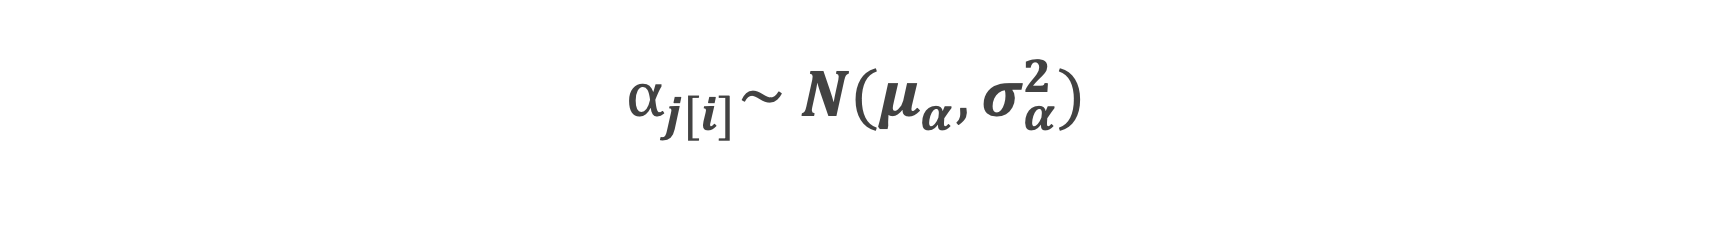 α_{j[i]} ~ N(μ_α, σ_α^2)